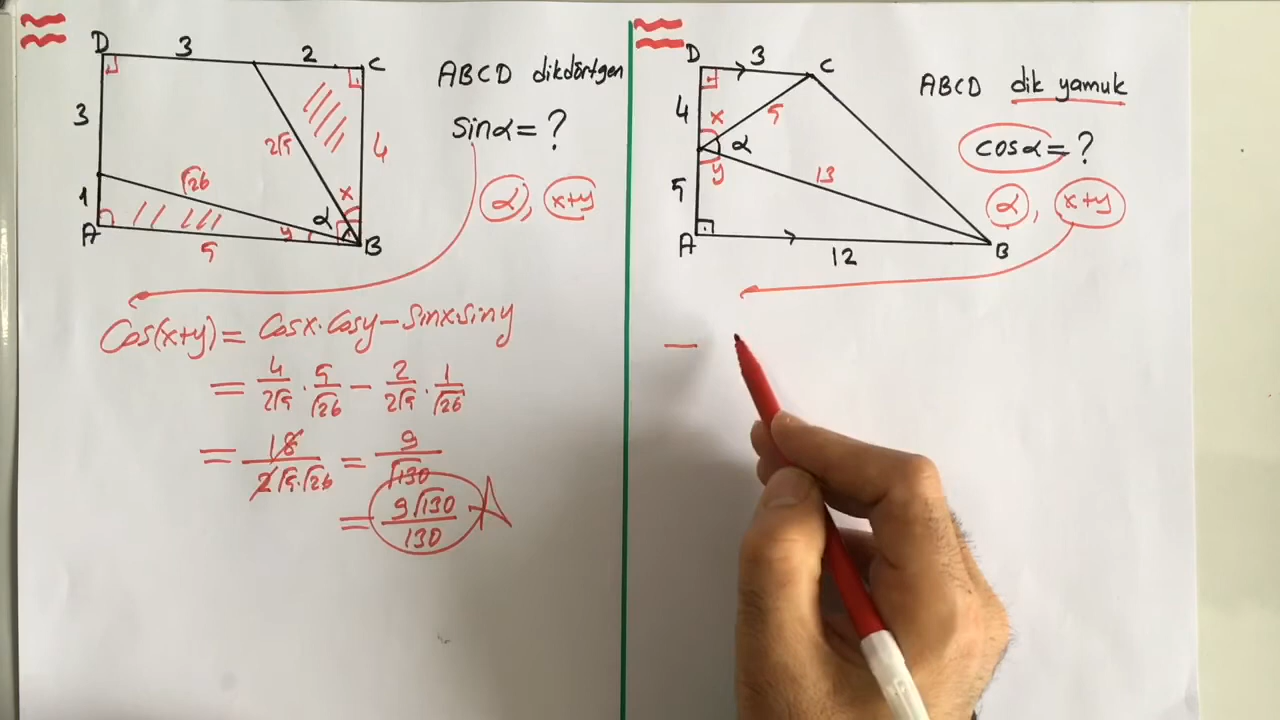 D 3 2 C
3
1
A
B
2√5
4
√26
x
α
y
5
ABCD dikdörtgen
sinα = ?
α, x+y
Cos(x+y) = Cosx.Cosy - Sinx.Siny
= 4/2√5 . 5/√26 - 2/2√5 . 1/√26
= 18/2√5.√26 = 9/√130
= 9√130/130 A
D 3 C
4
x
5
α
y
13
5
A
12
B
ABCD dik yamuk
cosα = ?
α, x+y
-